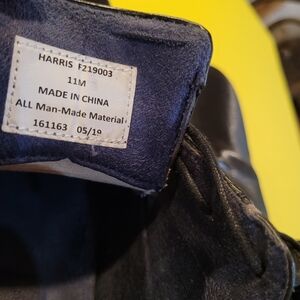 HARRIS F219003
11M
MADE IN CHINA
ALL Man-Made Material
161163 05/19